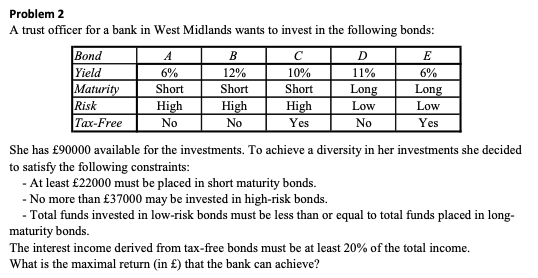 Problem 2
A trust officer for a bank in West Midlands wants to invest in the following bonds:
Bond A B C D E
Yield 6% 12% 10% 11% 6%
Maturity Short Short Short Long Long
Risk High High High Low Low
Tax-Free No No Yes No Yes
She has £90000 available for the investments. To achieve a diversity in her investments she decided
to satisfy the following constraints:
- At least £22000 must be placed in short maturity bonds.
- No more than £37000 may be invested in high-risk bonds.
- Total funds invested in low-risk bonds must be less than or equal to total funds placed in long-
maturity bonds.
The interest income derived from tax-free bonds must be at least 20% of the total income.
What is the maximal return (in £) that the bank can achieve?